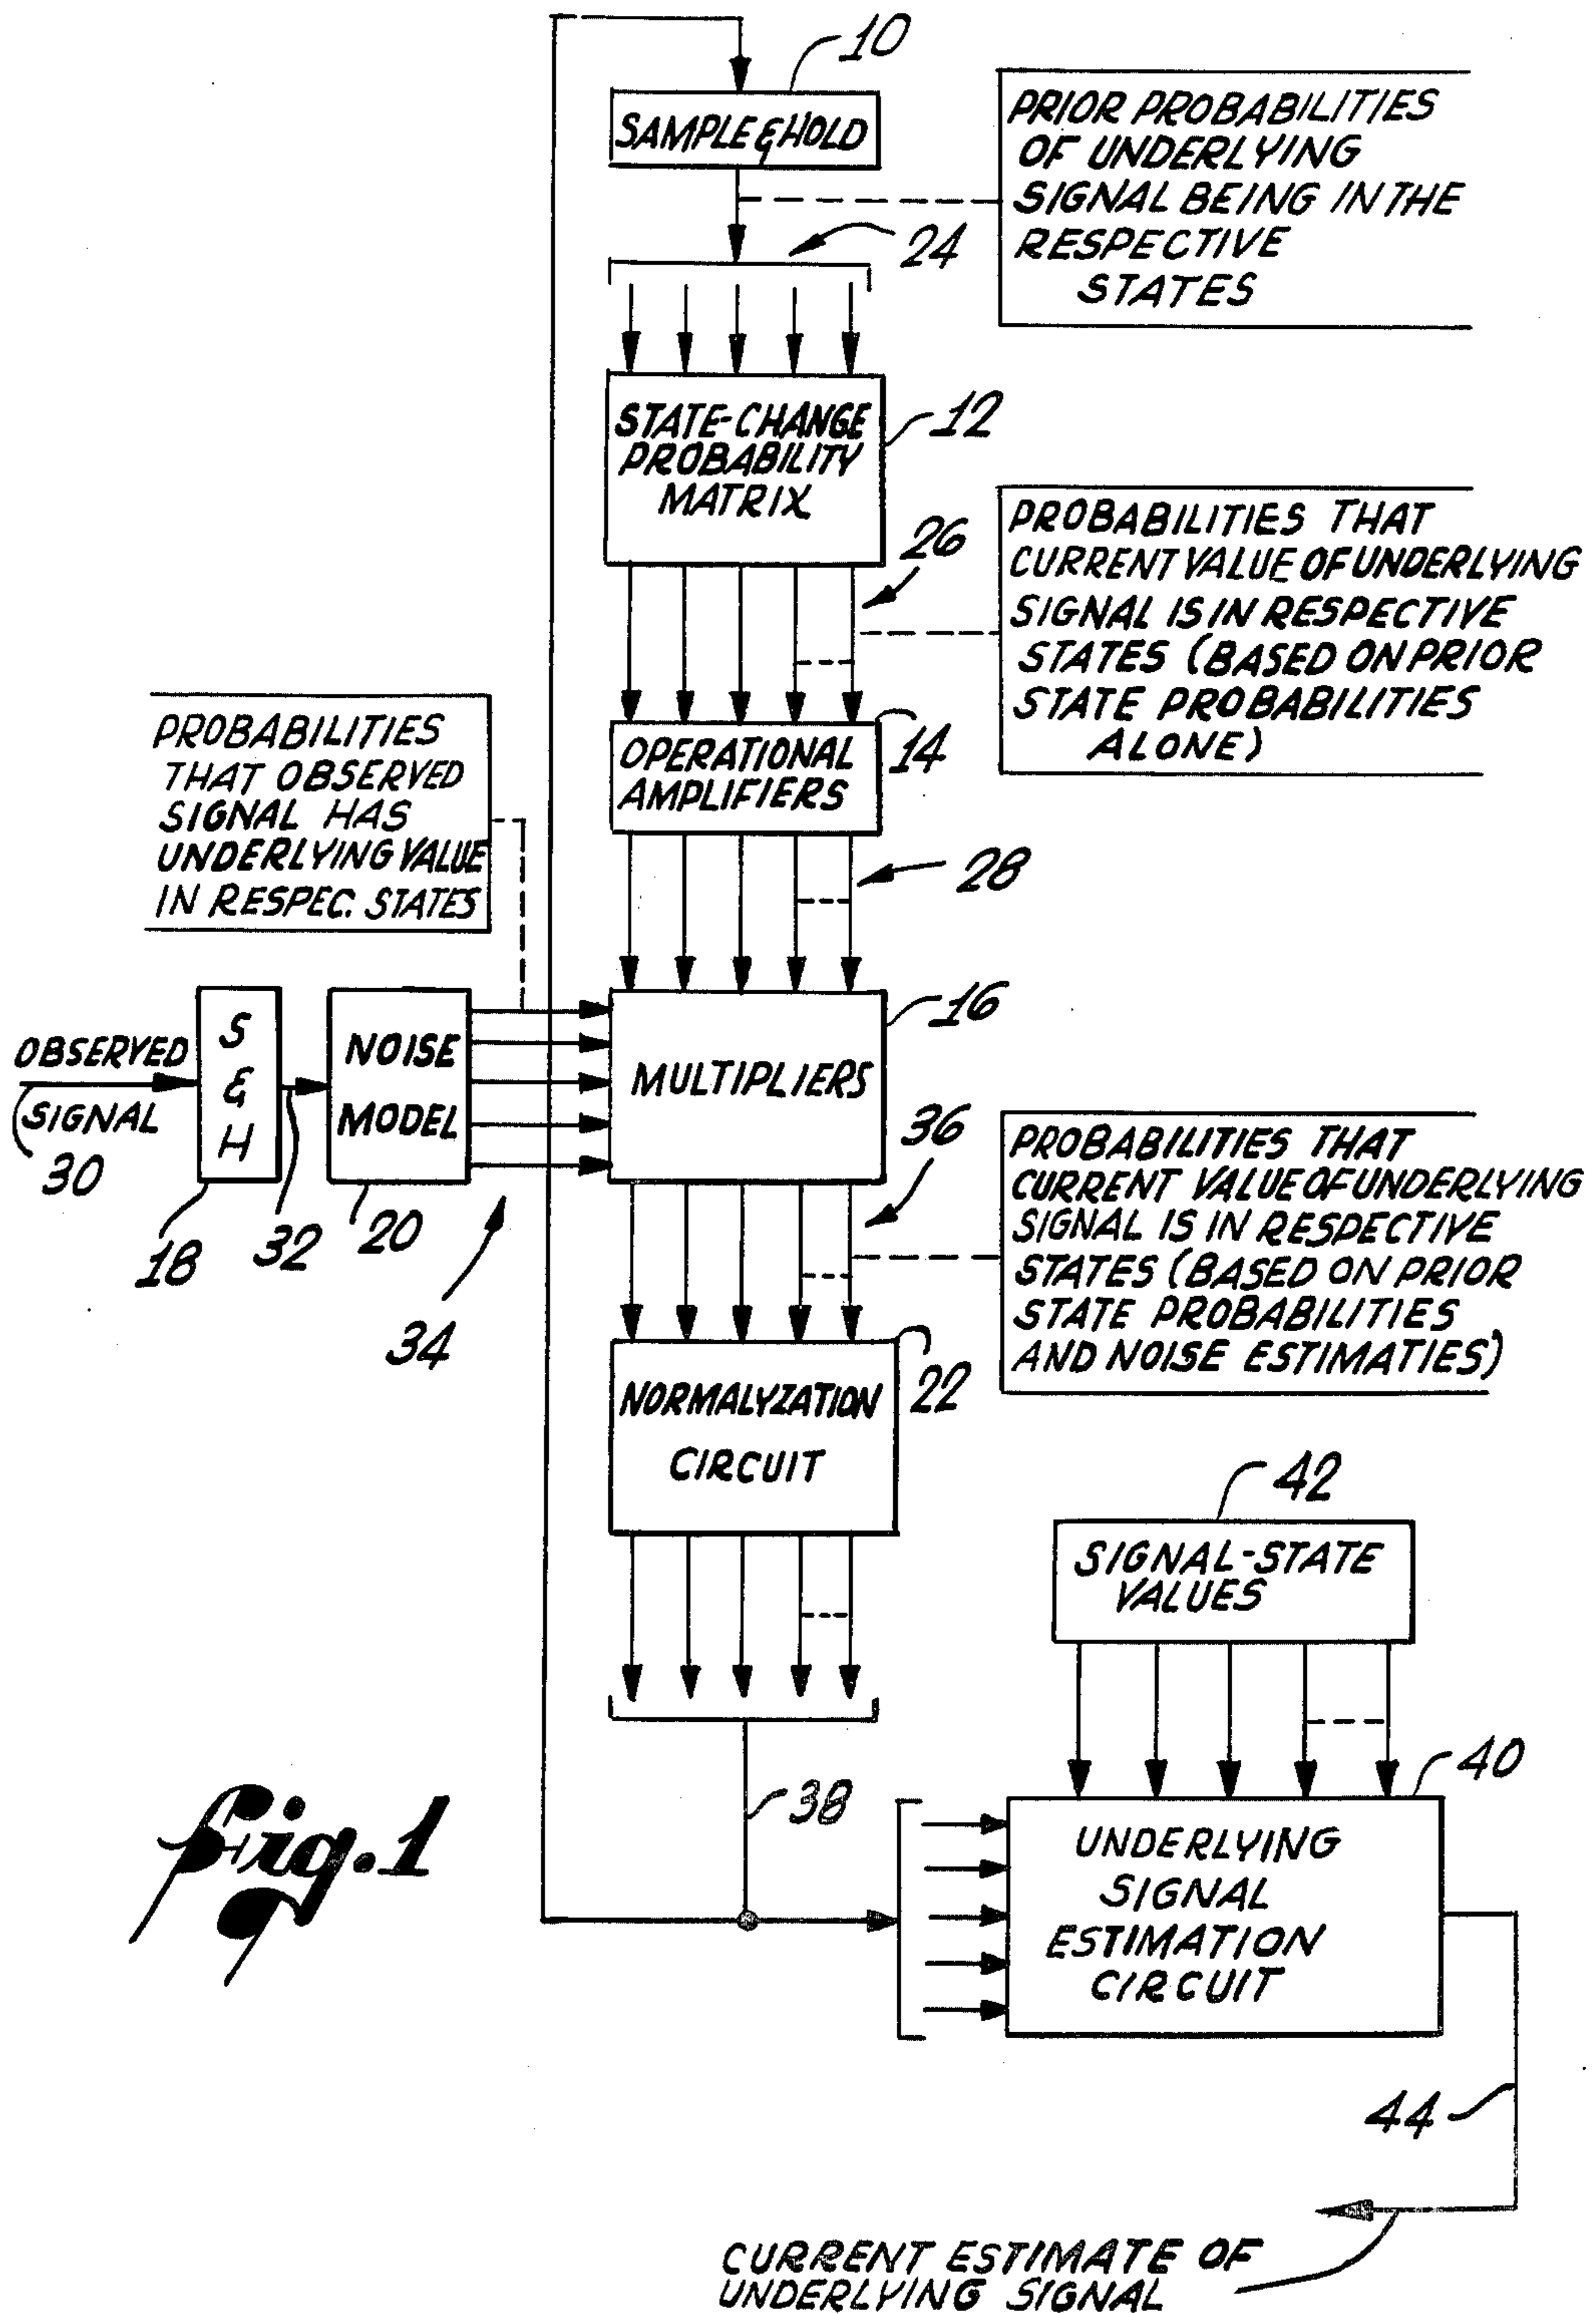 10
SAMPLE & HOLD
PRIOR PROBABILITIES
OF UNDERLYING
SIGNAL BEING IN THE
RESPECTIVE
STATES
24
STATE-CHANGE
PROBABILITY
MATRIX
12
26
PROBABILITIES THAT
CURRENT VALUE OF UNDERLYING
SIGNAL IS IN RESPECTIVE
STATES (BASED ON PRIOR
STATE PROBABILITIES
ALONE)
PROBABILITIES
THAT OBSERVED
SIGNAL HAS
UNDERLYING VALUE
IN RESPEC. STATES
OPERATIONAL
AMPLIFIERS
14
28
OBSERVED
SIGNAL
30
S
&
H
18
32
NOISE
MODEL
20
34
MULTIPLIERS
16
36
PROBABILITIES THAT
CURRENT VALUE OF UNDERLYING
SIGNAL IS IN RESPECTIVE
STATES (BASED ON PRIOR
STATE PROBABILITIES
AND NOISE ESTIMATIES)
NORMALYZATION
CIRCUIT
22
42
SIGNAL-STATE
VALUES
38
40
UNDERLYING
SIGNAL
ESTIMATION
CIRCUIT
Fig. 1
44
CURRENT ESTIMATE OF
UNDERLYING SIGNAL